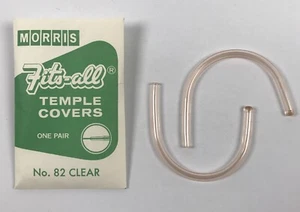 MORRIS
Fits-all®
TEMPLE
COVERS
ONE PAIR
No. 82 CLEAR